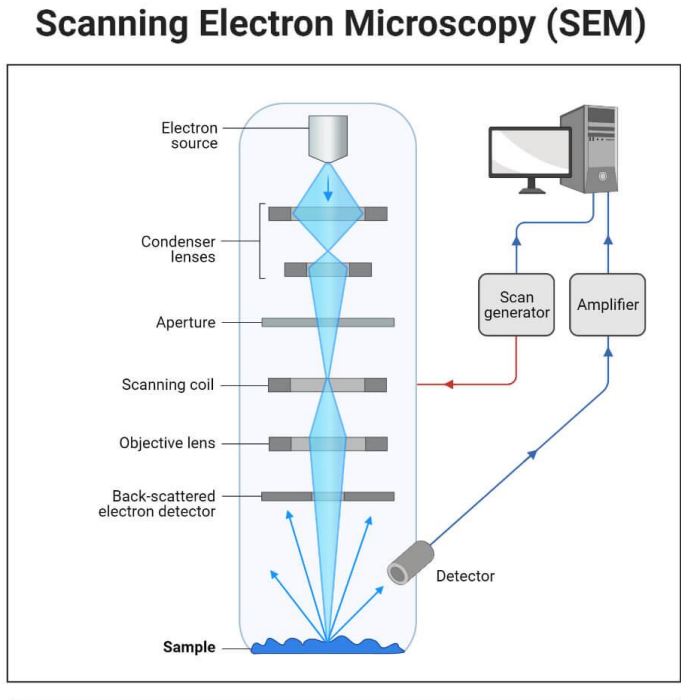 Scanning Electron Microscopy (SEM)
Electron
source
Condenser
lenses
Aperture
Scanning coil
Objective lens
Back-scattered
electron detector
Sample
Scan
generator
Amplifier
Detector